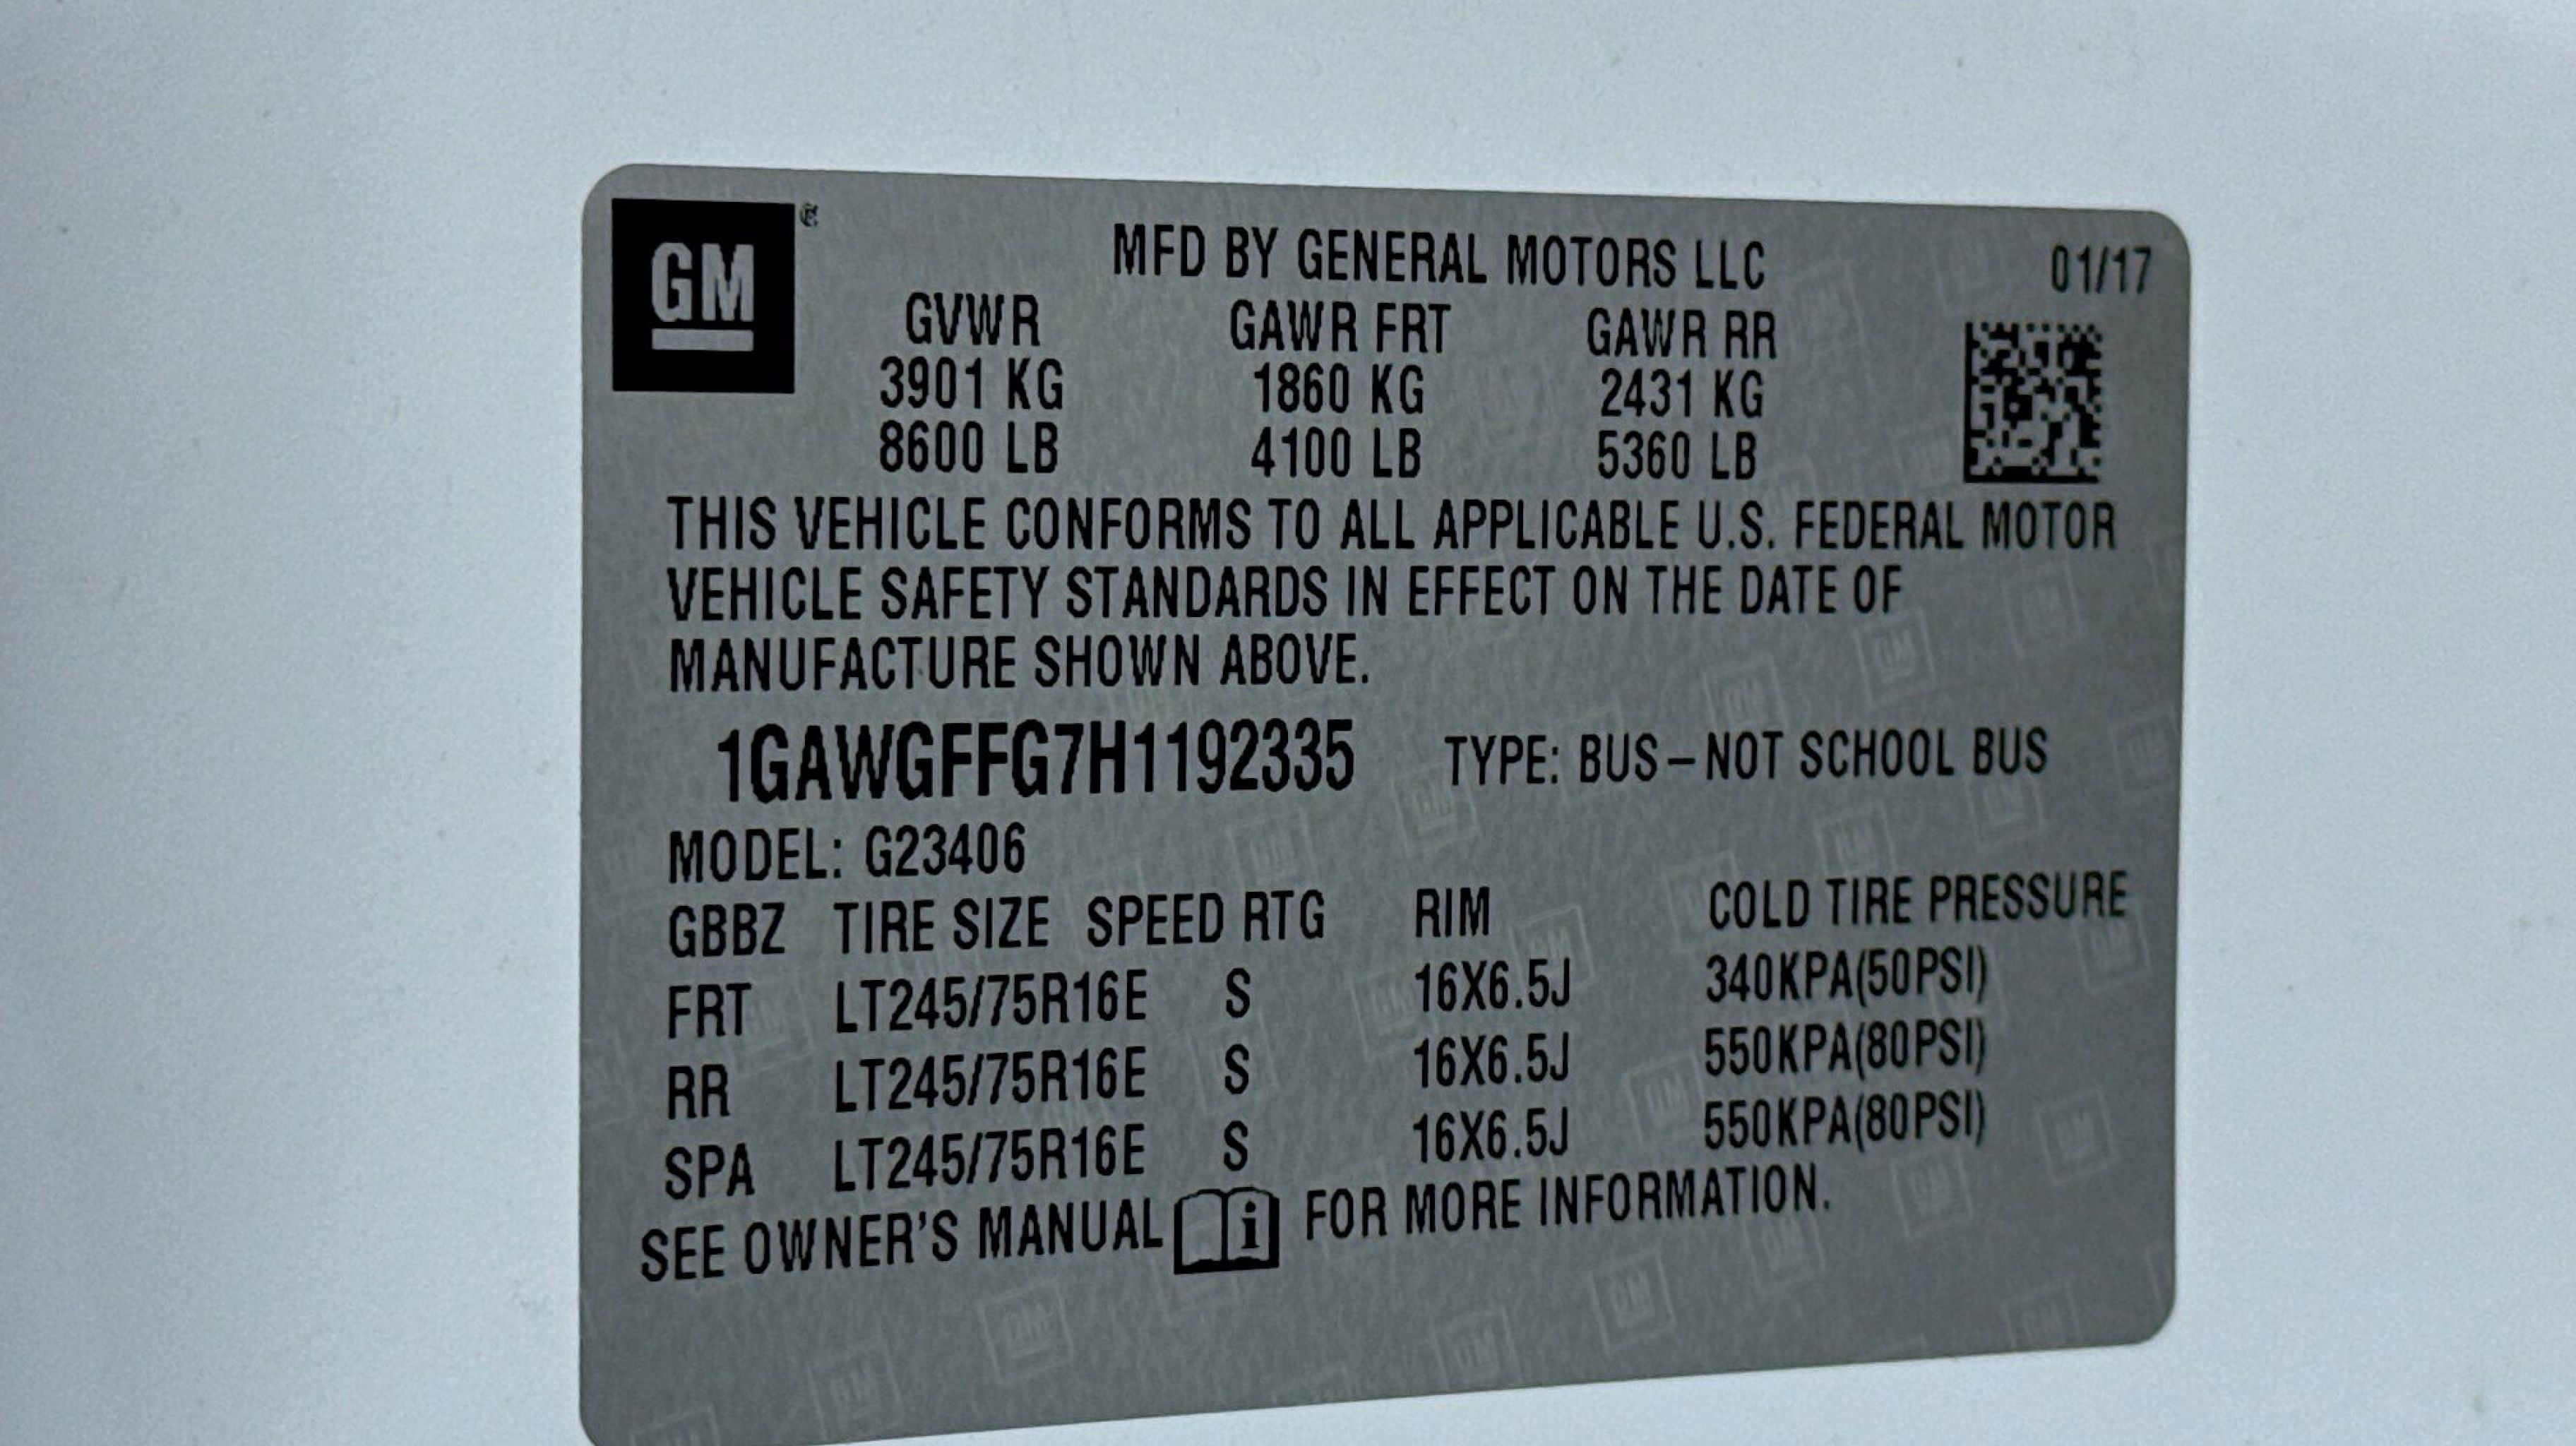 GM
MFD BY GENERAL MOTORS LLC 01/17
GVWR GAWR FRT GAWR RR
3901 KG 1860 KG 2431 KG
8600 LB 4100 LB 5360 LB
THIS VEHICLE CONFORMS TO ALL APPLICABLE U.S. FEDERAL MOTOR
VEHICLE SAFETY STANDARDS IN EFFECT ON THE DATE OF
MANUFACTURE SHOWN ABOVE.
1GAWGFFG7H1192335 TYPE: BUS–NOT SCHOOL BUS
MODEL: G23406
GBBZ TIRE SIZE SPEED RTG RIM COLD TIRE PRESSURE
FRT LT245/75R16E S 16X6.5J 340KPA(50PSI)
RR LT245/75R16E S 16X6.5J 550KPA(80PSI)
SPA LT245/75R16E S 16X6.5J 550KPA(80PSI)
SEE OWNER'S MANUAL i FOR MORE INFORMATION.